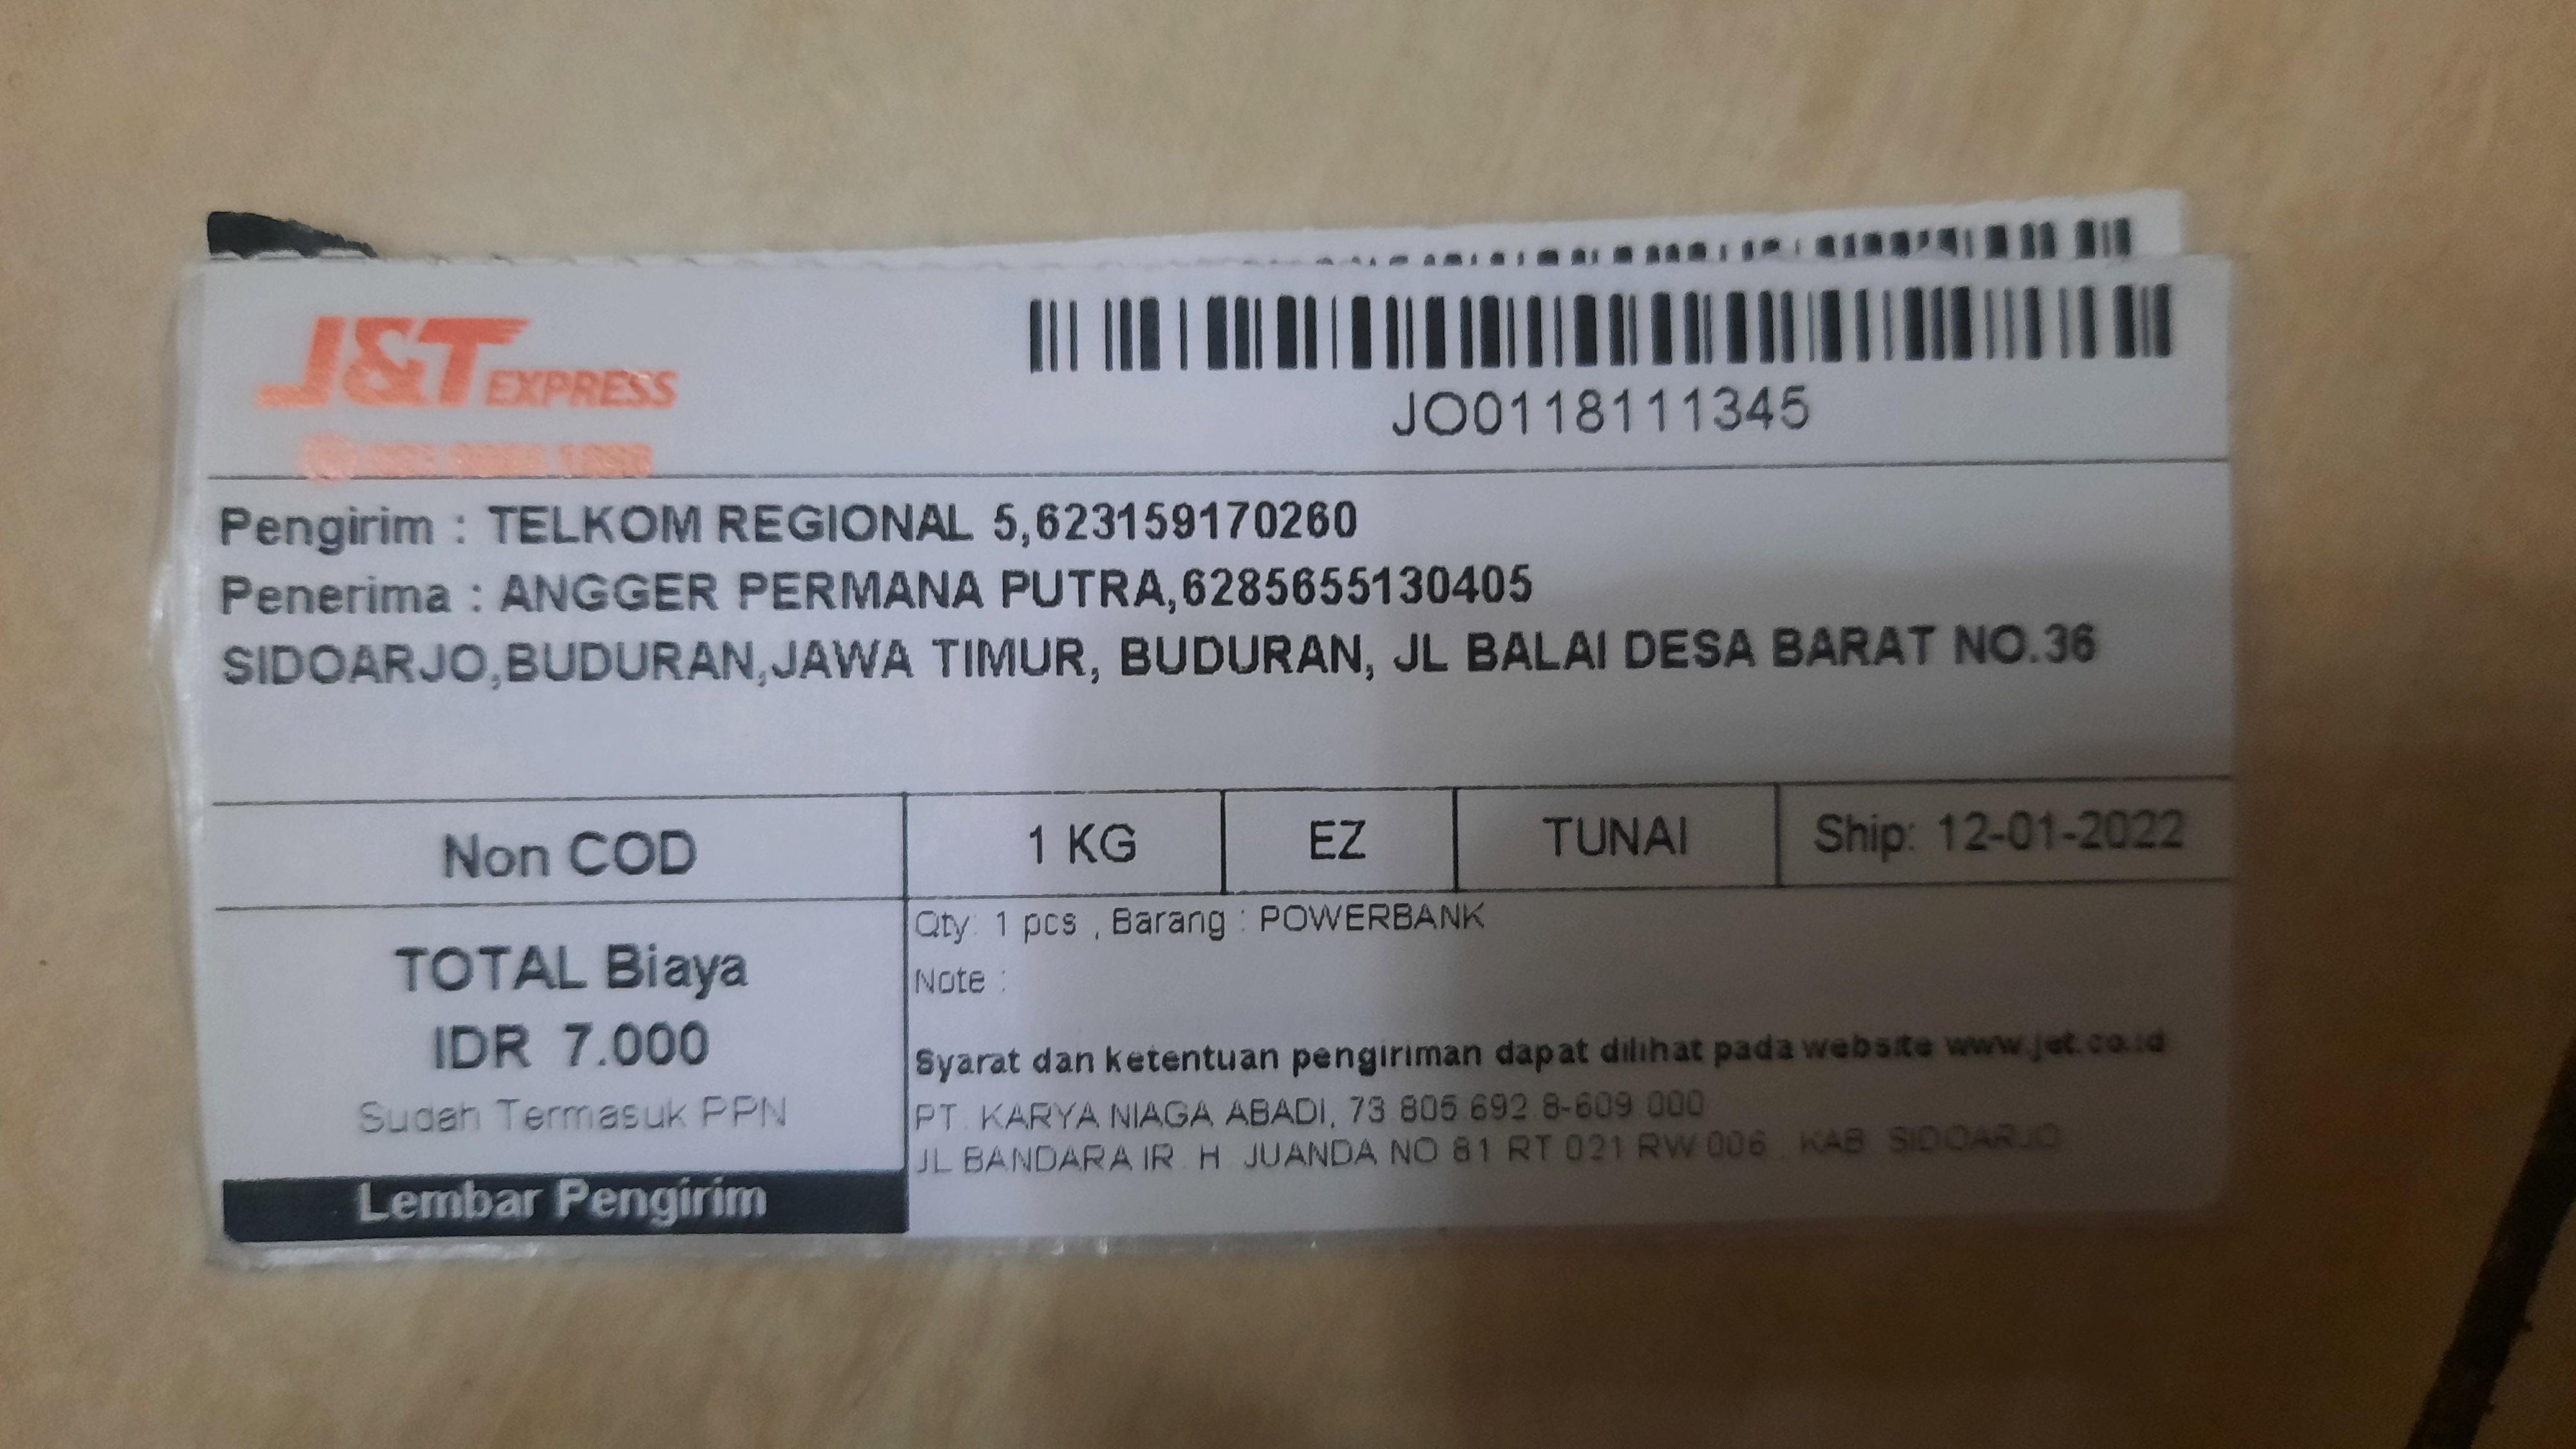 J&T EXPRESS
JO0118111345
Pengirim : TELKOM REGIONAL 5,623159170260
Penerima : ANGGER PERMANA PUTRA,6285655130405
SIDOARJO,BUDURAN,JAWA TIMUR, BUDURAN, JL BALAI DESA BARAT NO.36
Non COD
1 KG
EZ
TUNAI
Ship: 12-01-2022
TOTAL Biaya
IDR 7.000
Sudah Termasuk PPN
Lembar Pengirim
Qty: 1 pcs , Barang : POWERBANK
Note :
Syarat dan ketentuan pengiriman dapat dilihat pada website www.jet.co.id
PT. KARYA NIAGA ABADI, 73.805.692.8-609.000
JL BANDARA IR. H JUANDA NO 81 RT 021 RW 006 , KAB SIDOARJO